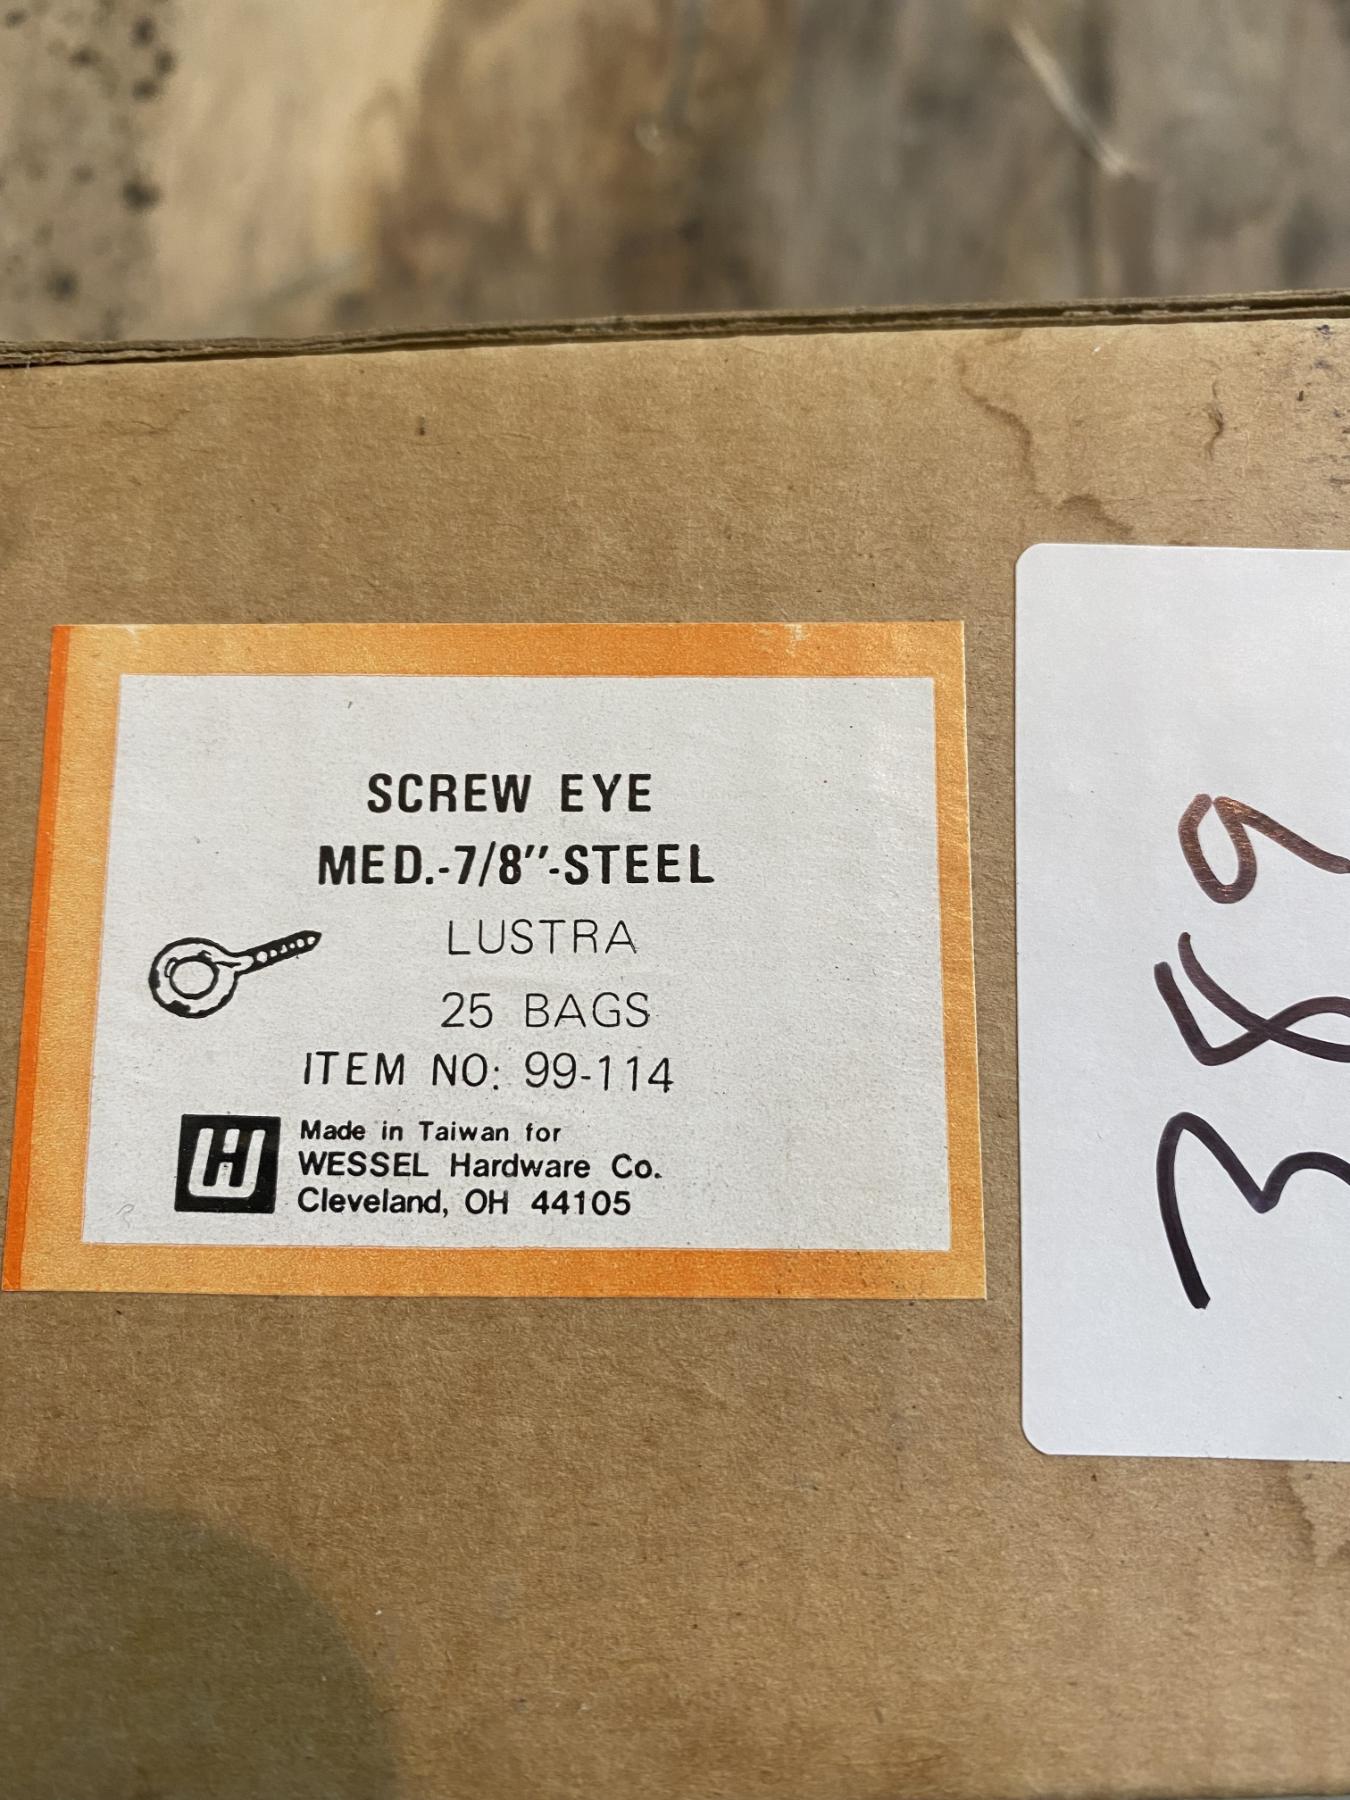 SCREW EYE
MED.-7/8"-STEEL
LUSTRA
25 BAGS
ITEM NO: 99-114
H
Made in Taiwan for
WESSEL Hardware Co.
Cleveland, OH 44105
389